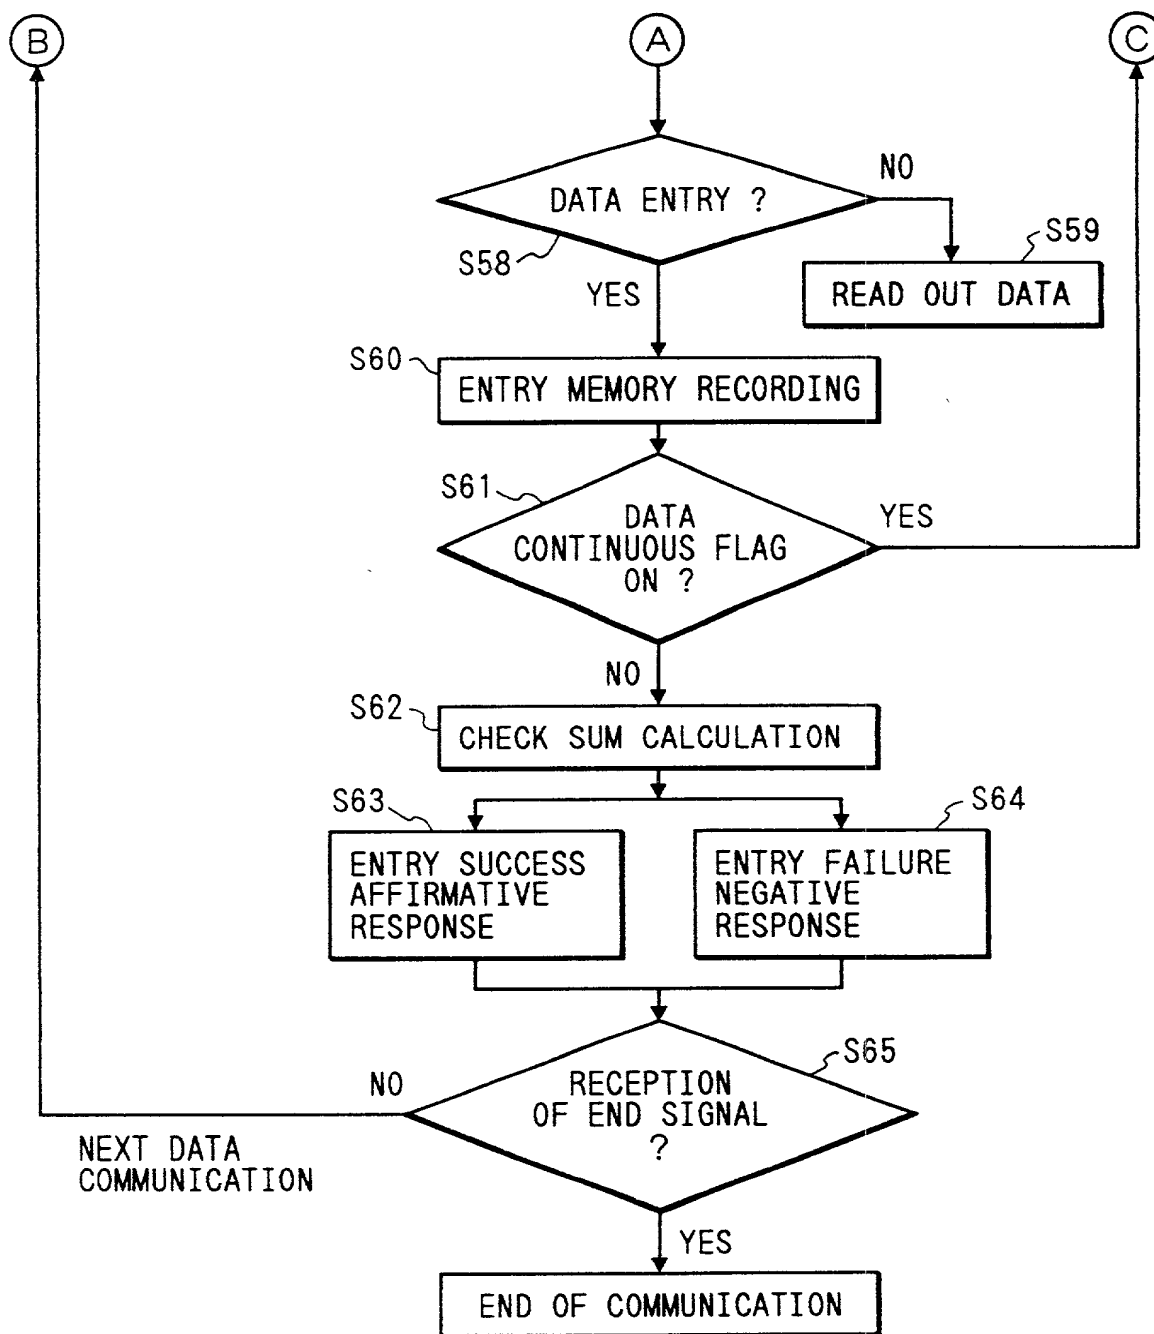 B
A
C
DATA ENTRY ?
NO
S58
S59
YES
READ OUT DATA
S60
ENTRY MEMORY RECORDING
S61
DATA
CONTINUOUS FLAG
ON ?
YES
NO
S62
CHECK SUM CALCULATION
S63
S64
ENTRY SUCCESS
AFFIRMATIVE
RESPONSE
ENTRY FAILURE
NEGATIVE
RESPONSE
S65
NO
RECEPTION
OF END SIGNAL
?
NEXT DATA
COMMUNICATION
YES
END OF COMMUNICATION